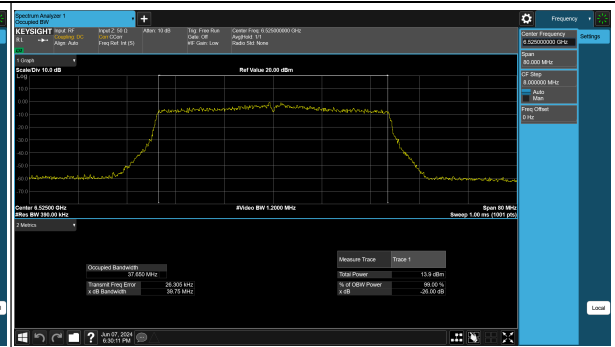 Spectrum Analyzer 1
Occupied BW
+
Frequency
KEYSIGHT Input: RF Input Z: 50 Ω Atten: 10 dB Trig: Free Run Center Freq: 6.525000000 GHz
RL Coupling: DC Corr CCorr Gate: Off Avg|Hold: 1/1
Align: Auto Freq Ref: Int (S) #IF Gain: Low Radio Std: None
Center Frequency
6.525000000 GHz
Settings
Span
80.000 MHz
CF Step
8.000000 MHz
Auto
Man
Freq Offset
0 Hz
1 Graph
Scale/Div 10.0 dB Ref Value 20.00 dBm
Log
10.0
0.00
-10.0
-20.0
-30.0
-40.0
-50.0
-60.0
-70.0
Center 6.52500 GHz #Video BW 1.2000 MHz Span 80 MHz
#Res BW 390.00 kHz Sweep 1.00 ms (1001 pts)
2 Metrics
Measure Trace Trace 1
Occupied Bandwidth
37.650 MHz
Total Power 13.9 dBm
Transmit Freq Error 26.305 kHz % of OBW Power 99.00 %
x dB Bandwidth 39.75 MHz x dB -26.00 dB
Local
? Jun 07, 2024
6:30:11 PM